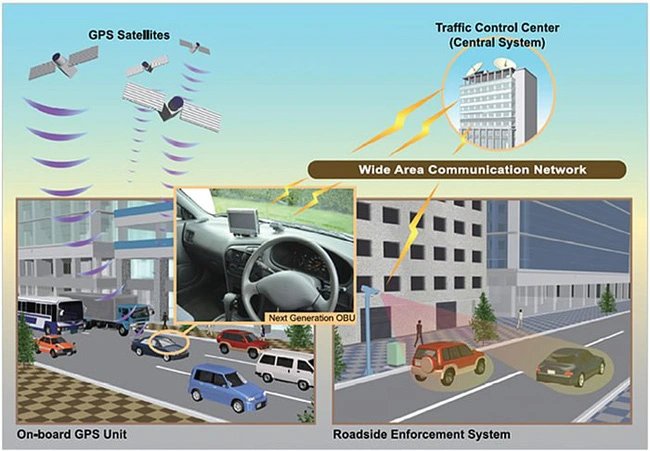 GPS Satellites
Traffic Control Center
(Central System)
Wide Area Communication Network
Next Generation OBU
On-board GPS Unit
Roadside Enforcement System